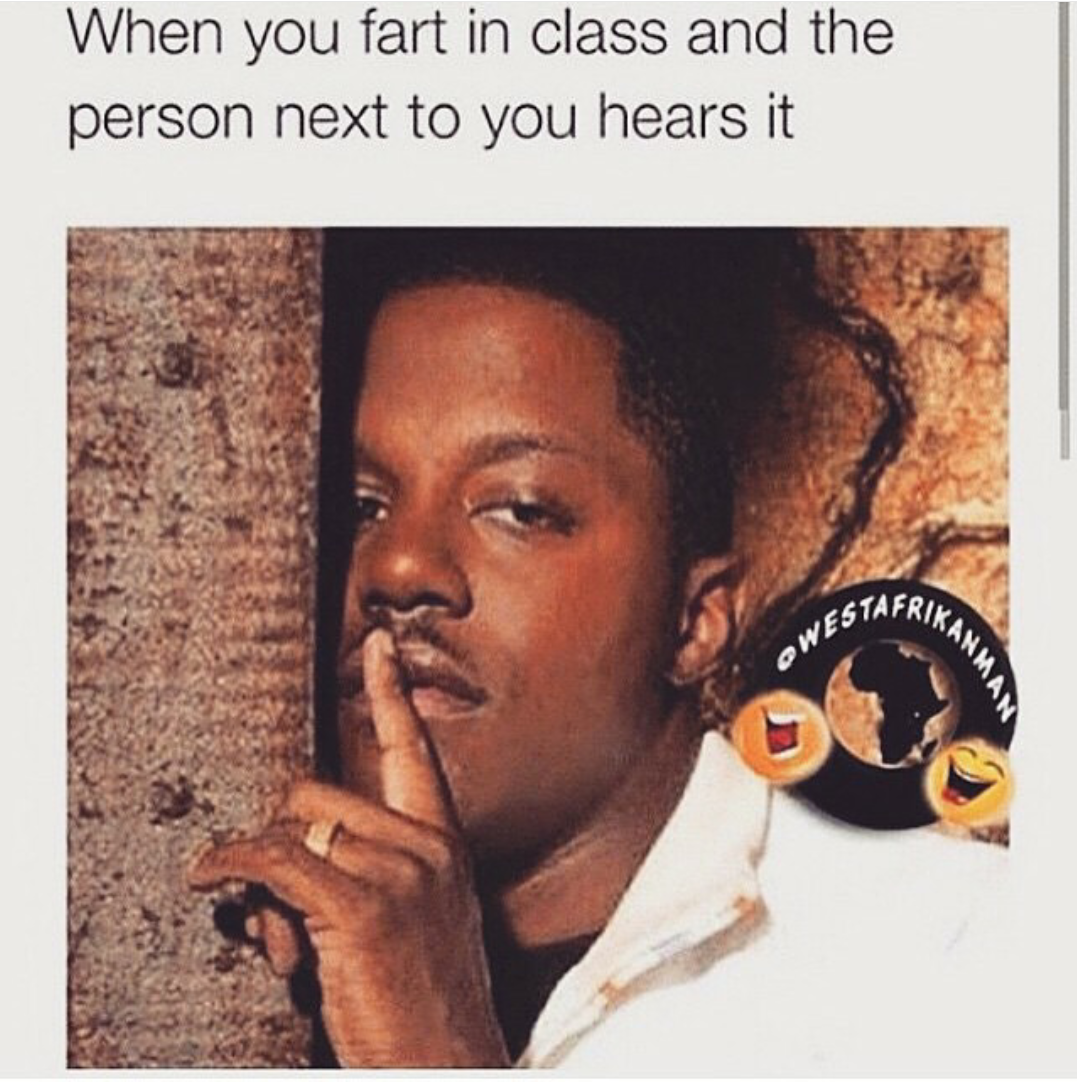 When you fart in class and the
person next to you hears it
@WESTAFRIKANMAN